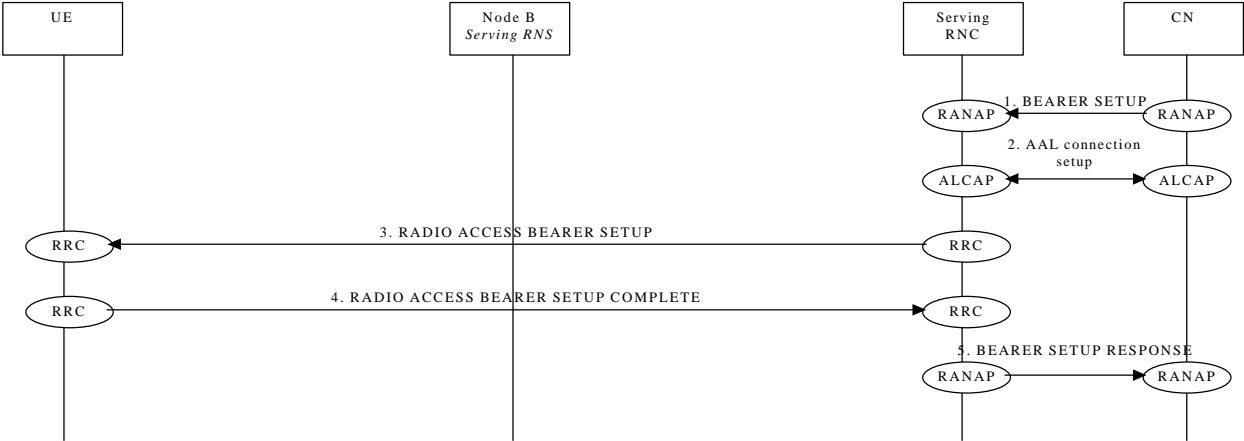 UE
Node B
Serving RNS
Serving
RNC
CN
1. BEARER SETUP
RANAP
RANAP
2. AAL connection
setup
ALCAP
ALCAP
3. RADIO ACCESS BEARER SETUP
RRC
RRC
4. RADIO ACCESS BEARER SETUP COMPLETE
RRC
RRC
5. BEARER SETUP RESPONSE
RANAP
RANAP